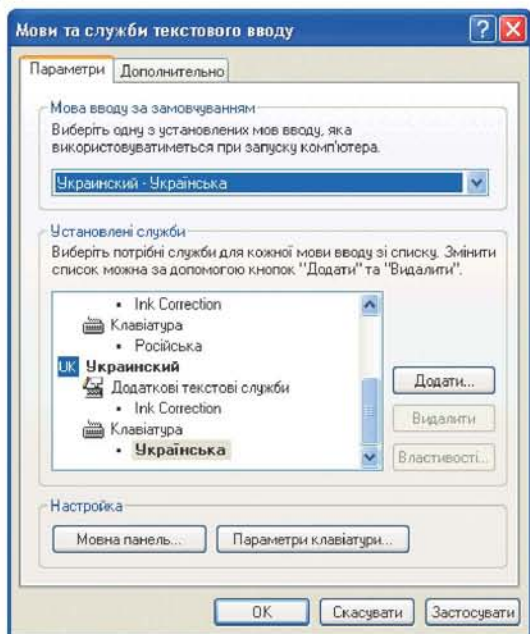 Мови та служби текстового вводу
Параметри Дополнительно
Мова вводу за замовчуванням
Виберіть одну з установлених мов вводу, яка
використовуватиметься при запуску комп'ютера.
Украинский - Українська
Установлені служби
Виберіть потрібні служби для кожної мови вводу зі списку. Змінити
список можна за допомогою кнопок "Додати" та "Видалити".
• Ink Correction
Клавіатура
• Російська
UK Украинский
Додаткові текстові служби
• Ink Correction
Клавіатура
• Українська
Додати...
Видалити
Властивості...
Настройка
Мовна панель... Параметри клавіатури...
OK Скасувати Застосувати